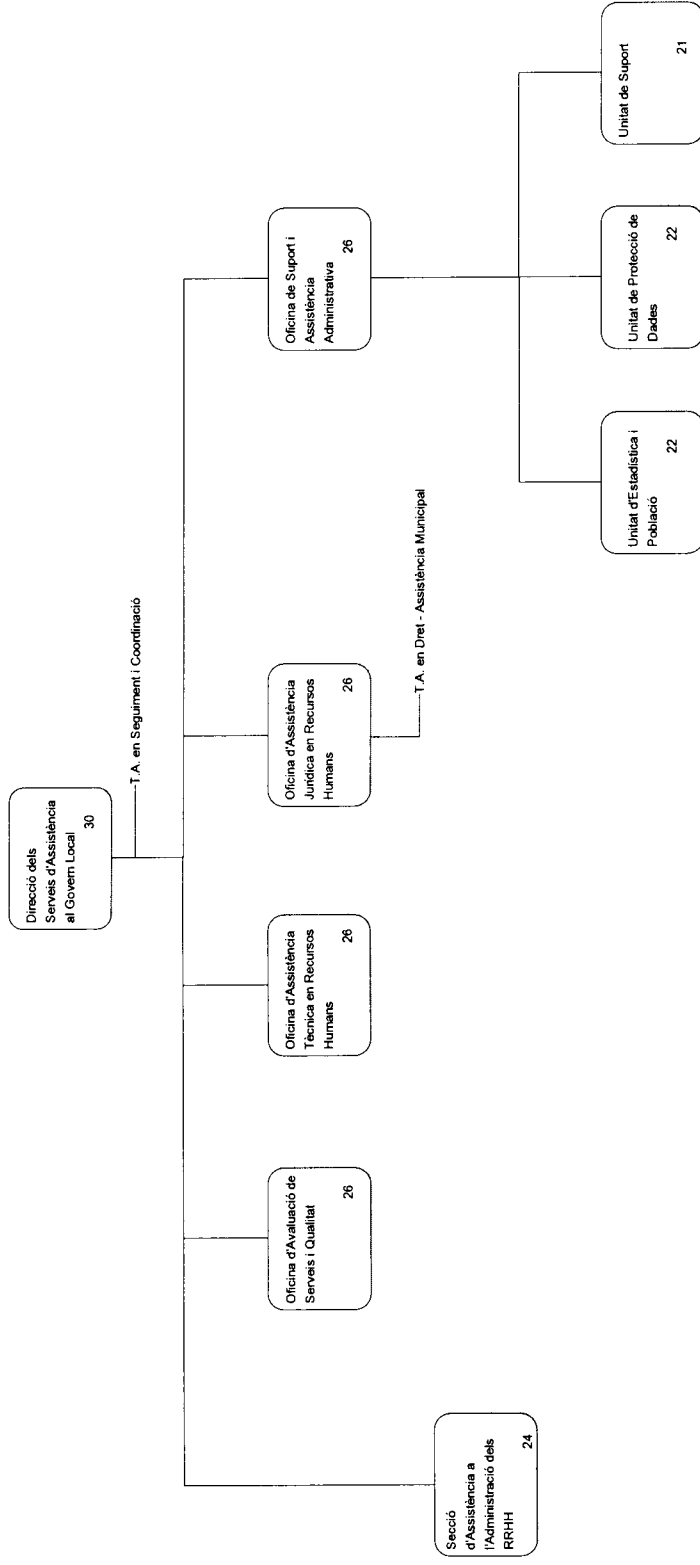 Direcció dels
Serveis d'Assistència
al Govern Local
30
T.A. en Seguiment i Coordinació
Oficina d'Avaluació de
Serveis i Qualitat
26
Oficina d'Assistència
Tècnica en Recursos
Humans
26
Oficina d'Assistència
Jurídica en Recursos
Humans
26
Oficina de Suport i
Assistència
Administrativa
26
T.A. en Dret - Assistència Municipal
Secció
d'Assistència a
l'Administració dels
RRHH
24
Unitat d'Estadística i
Població
22
Unitat de Protecció de
Dades
22
Unitat de Suport
21